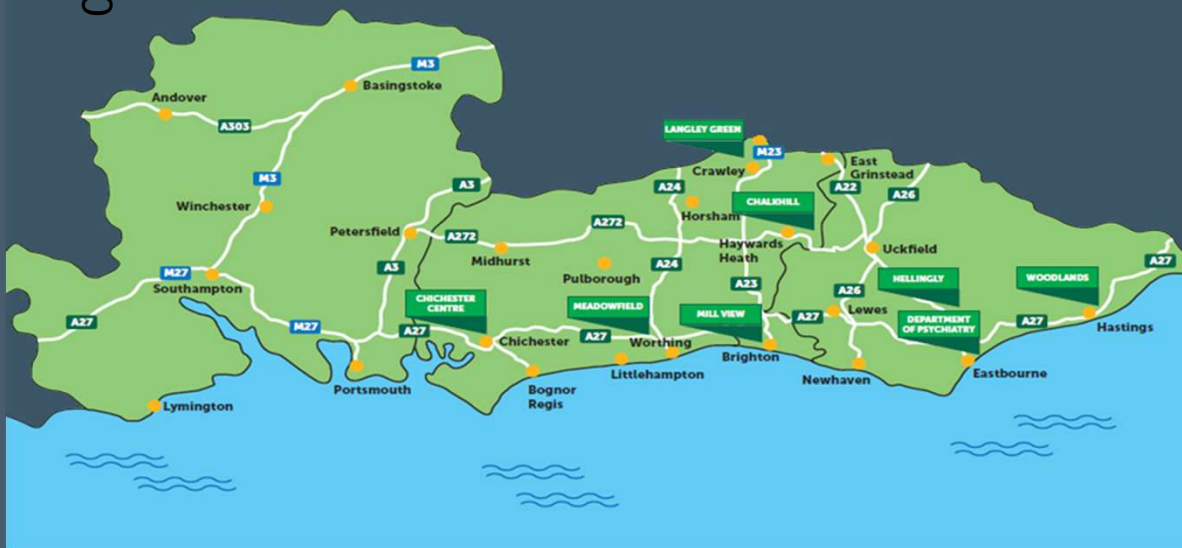 M3
Basingstoke
Andover
A303
M3
Winchester
A3
Petersfield
A272
Midhurst
A272
A3
M27
Southampton
A27
M27
Portsmouth
Lymington
CHICHESTER
CENTRE
A27
Chichester
Bognor
Regis
Pulborough
MEADOWFIELD
A27
Worthing
Littlehampton
LANGLEY GREEN
M23
Crawley
A24
Horsham
A24
CHALKHILL
Haywards
Heath
A23
MILL VIEW
Brighton
East
Grinstead
A22
A26
Uckfield
HELLINGLY
A26
Lewes
A27
Newhaven
DEPARTMENT
OF PSYCHIATRY
Eastbourne
WOODLANDS
A27
Hastings
A27